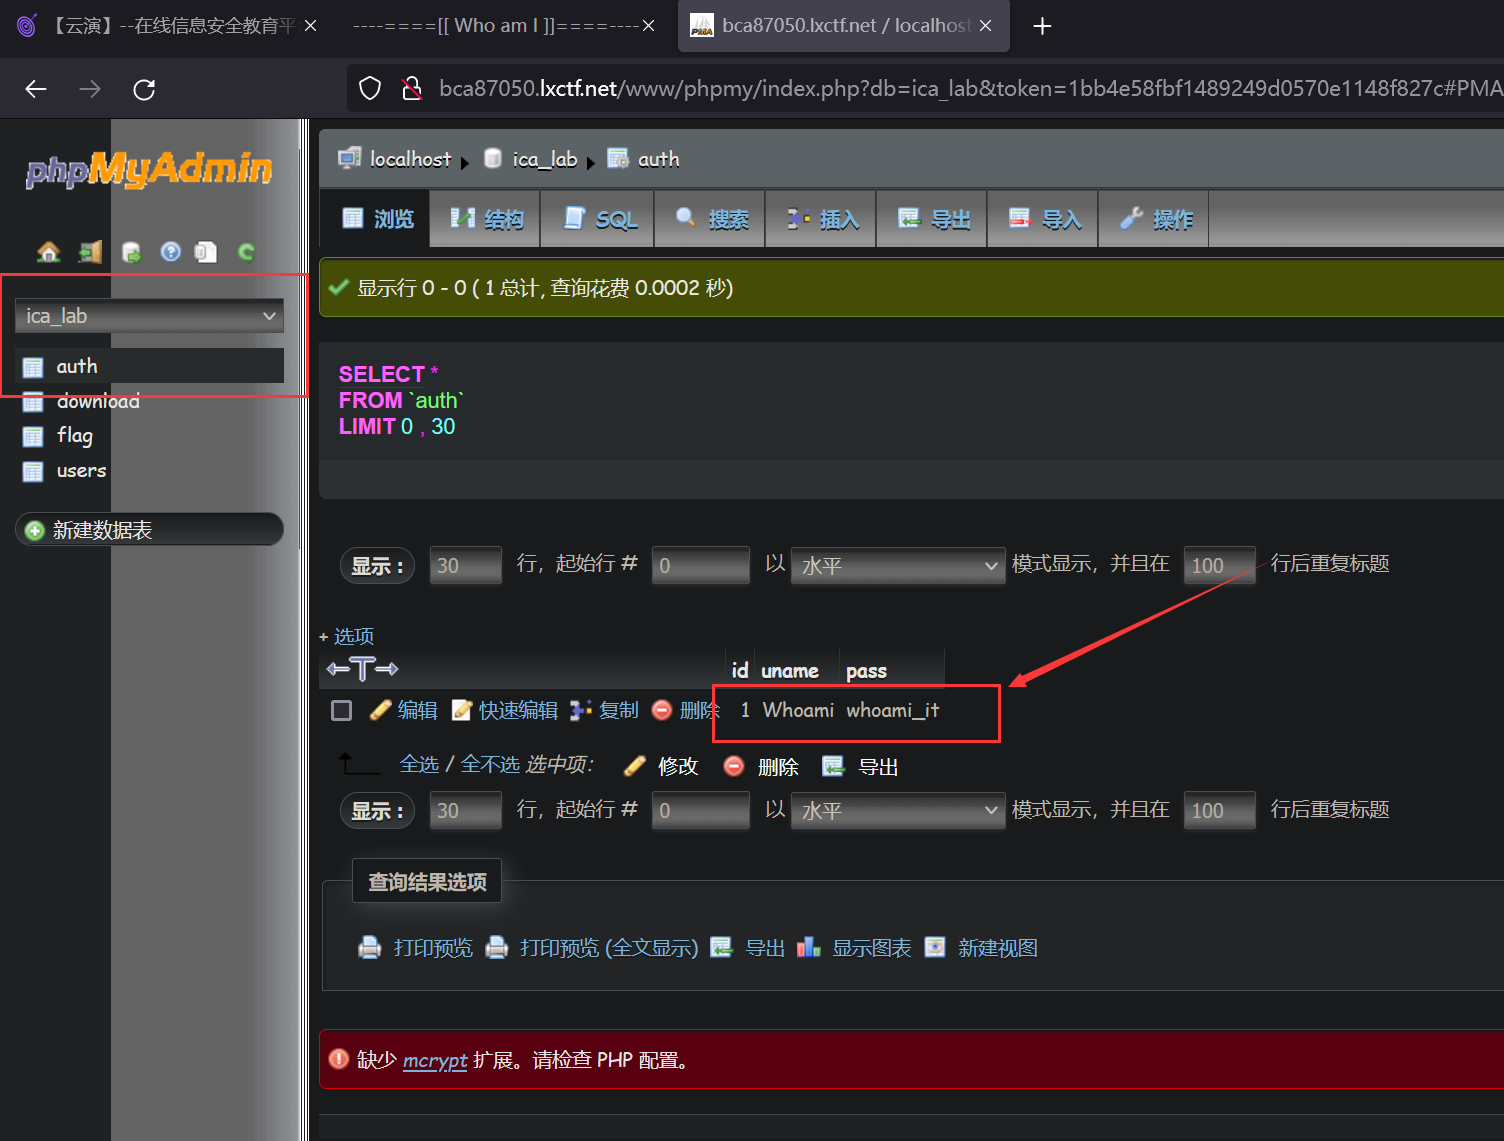 【云演】--在线信息安全教育平
----====[[ Who am I ]]====----
bca87050.lxctf.net / localhost
bca87050.lxctf.net/www/phpmy/index.php?db=ica_lab&token=1bb4e58fbf1489249d0570e1148f827c#PMA
phpMyAdmin
ica_lab
auth
download
flag
users
新建数据表
localhost ica_lab auth
浏览 结构 SQL 搜索 插入 导出 导入 操作
显示行 0 - 0 ( 1 总计, 查询花费 0.0002 秒)
SELECT *
FROM `auth`
LIMIT 0 , 30
显示： 30 行，起始行 # 0 以 水平 模式显示，并且在 100 行后重复标题
+ 选项
←T→ id uname pass
编辑 快速编辑 复制 删除 1 Whoami whoami_it
全选 / 全不选 选中项： 修改 删除 导出
显示： 30 行，起始行 # 0 以 水平 模式显示，并且在 100 行后重复标题
查询结果选项
打印预览 打印预览 (全文显示) 导出 显示图表 新建视图
缺少 mcrypt 扩展。请检查 PHP 配置。